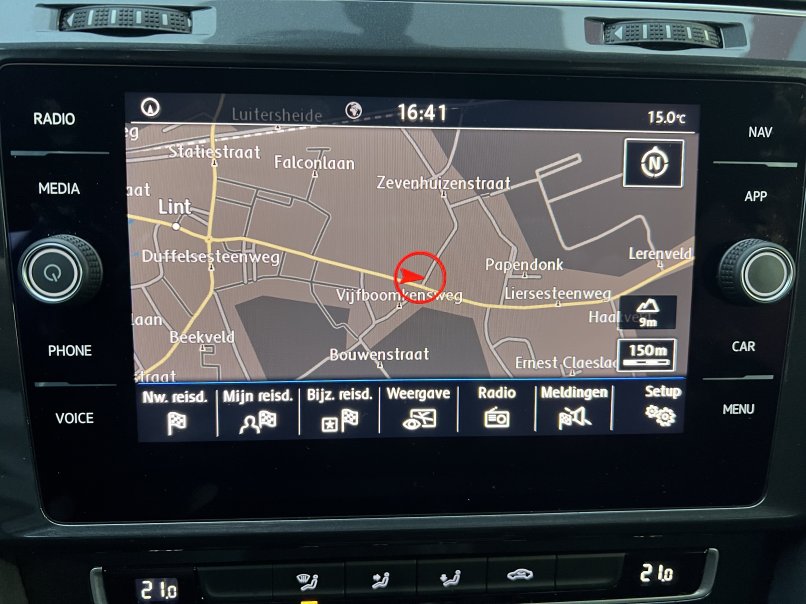 RADIO
MEDIA
PHONE
VOICE
NAV
APP
CAR
MENU
Luitersheide
16:41
15.0°C
Statiestraat
Falconlaan
Zevenhuizenstraat
N
Lint
Duffelsesteenweg
Papendonk
Lerenveld
Vijfboomkensweg
Liersesteenweg
9m
Beekveld
Bouwenstraat
150m
Nw. reisd.
Mijn reisd.
Bijz. reisd.
Weergave
Radio
Meldingen
Setup
21.0
21.0